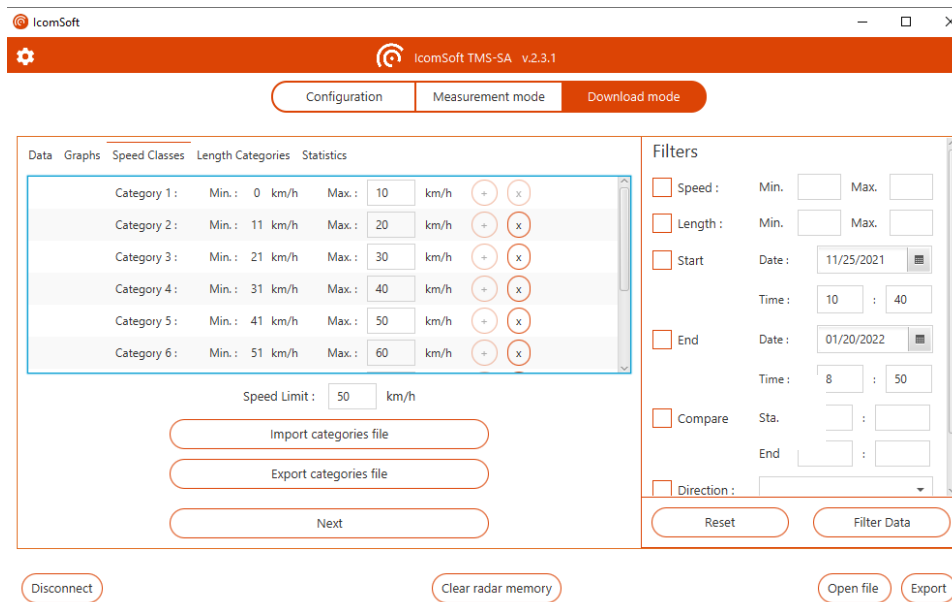 IcomSoft
IcomSoft TMS-SA v.2.3.1
Configuration Measurement mode Download mode
Data Graphs Speed Classes Length Categories Statistics
Category 1 : Min. : 0 km/h Max. : 10 km/h + x
Category 2 : Min. : 11 km/h Max. : 20 km/h + x
Category 3 : Min. : 21 km/h Max. : 30 km/h + x
Category 4 : Min. : 31 km/h Max. : 40 km/h + x
Category 5 : Min. : 41 km/h Max. : 50 km/h + x
Category 6 : Min. : 51 km/h Max. : 60 km/h + x
Speed Limit : 50 km/h
Import categories file
Export categories file
Next
Filters
Speed : Min. Max.
Length : Min. Max.
Start Date : 11/25/2021
Time : 10 : 40
End Date : 01/20/2022
Time : 8 : 50
Compare Sta. :
End :
Direction :
Reset Filter Data
Disconnect Clear radar memory Open file Export